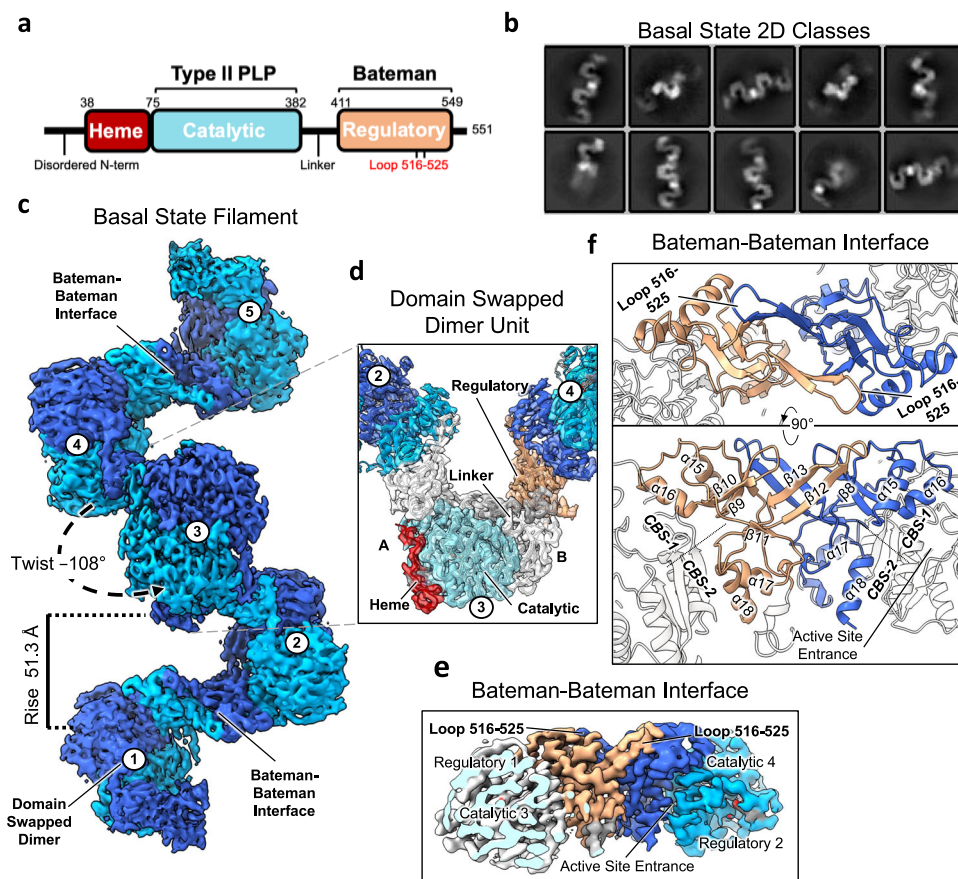 a
Type II PLP
Bateman
38
75
382
411
549
Heme
Catalytic
Regulatory
551
Disordered N-term
Linker
Loop 516-525
b
Basal State 2D Classes
c
Basal State Filament
Bateman-
Bateman
Interface
5
4
3
Twist –108°
2
Rise 51.3 Å
1
Domain
Swapped
Dimer
Bateman-
Bateman
Interface
d
Domain Swapped
Dimer Unit
2
Regulatory
4
Linker
A
B
Heme
3
Catalytic
f
Bateman-Bateman Interface
Loop 516-
525
Loop 516-
525
90°
α15
α16
β10
β9
β13
β12
β8
α15
α16
CBS-1
CBS-2
β11
α17
α18
α17
α18
CBS-2
CBS-1
Active Site
Entrance
e
Bateman-Bateman Interface
Loop 516-525
Loop 516-525
Regulatory 1
Catalytic 4
Catalytic 3
Active Site Entrance
Regulatory 2